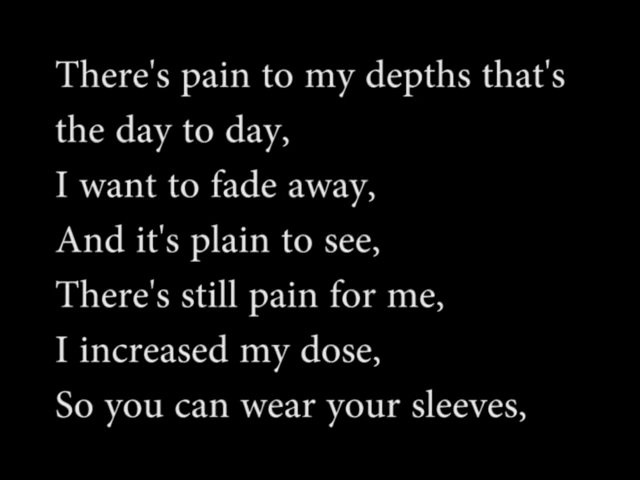 There's pain to my depths that's
the day to day,
I want to fade away,
And it's plain to see,
There's still pain for me,
I increased my dose,
So you can wear your sleeves,